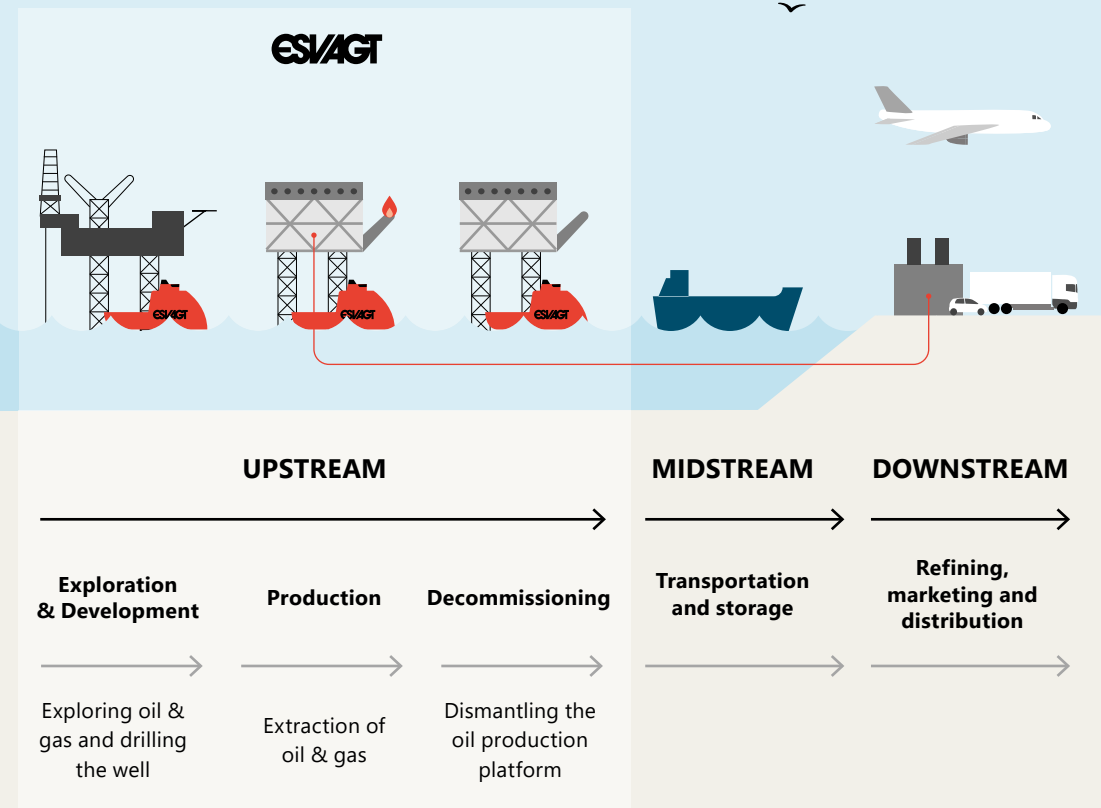 ESVAGT
ESVAGT
ESVAGT
ESVAGT
UPSTREAM
MIDSTREAM
DOWNSTREAM
Exploration
& Development
Production
Decommissioning
Transportation
and storage
Refining,
marketing and
distribution
Exploring oil &
gas and drilling
the well
Extraction of
oil & gas
Dismantling the
oil production
platform